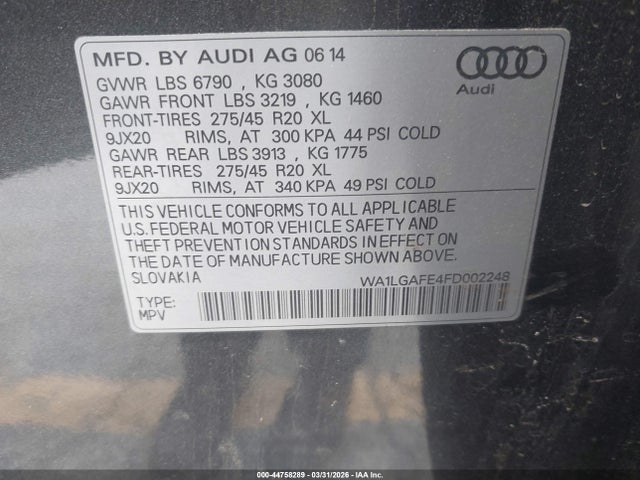 MFD. BY AUDI AG 06 14
GVWR LBS 6790 , KG 3080
GAWR FRONT LBS 3219 , KG 1460
FRONT-TIRES 275/45 R20 XL
9JX20 RIMS, AT 300 KPA 44 PSI COLD
GAWR REAR LBS 3913 , KG 1775
REAR-TIRES 275/45 R20 XL
9JX20 RIMS, AT 340 KPA 49 PSI COLD
Audi
THIS VEHICLE CONFORMS TO ALL APPLICABLE
U.S. FEDERAL MOTOR VEHICLE SAFETY AND
THEFT PREVENTION STANDARDS IN EFFECT ON
THE DATE OF MANUFACTURE SHOWN ABOVE.
SLOVAKIA WA1LGAFE4FD002248
TYPE:
MPV
000-44758289 - 03/31/2026 - IAA Inc.